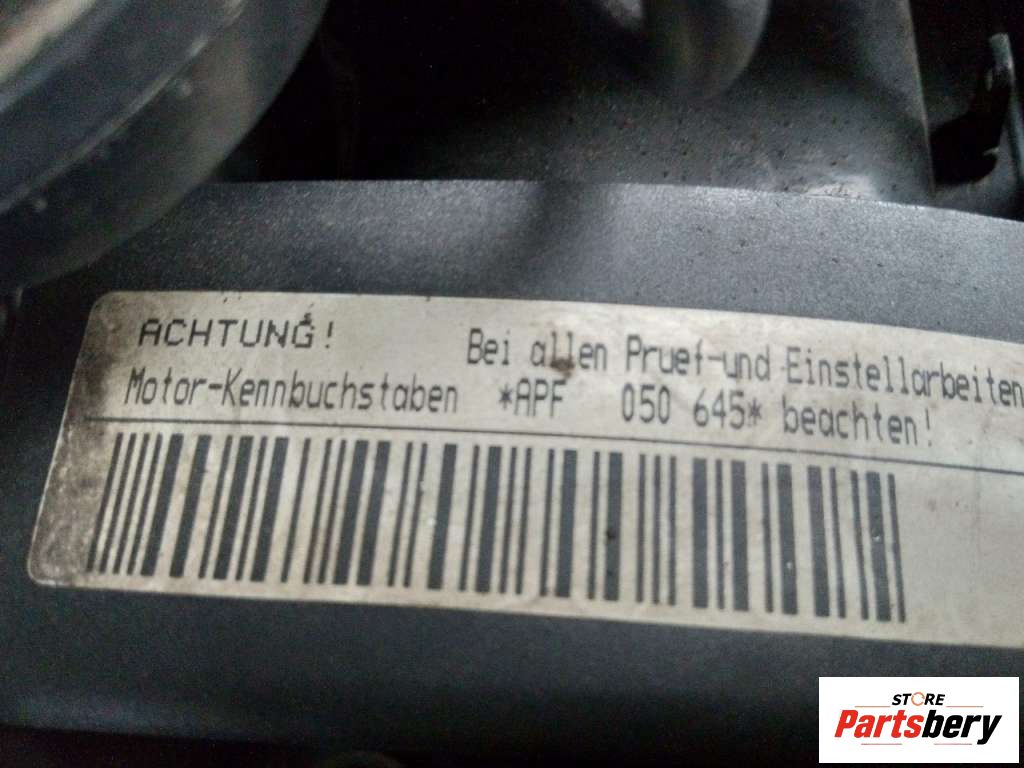 ACHTUNG! Bei allen Pruef-und Einstellarbeiten
Motor-Kennbuchstaben *APF 050 645* beachten!
STORE
Partsbery